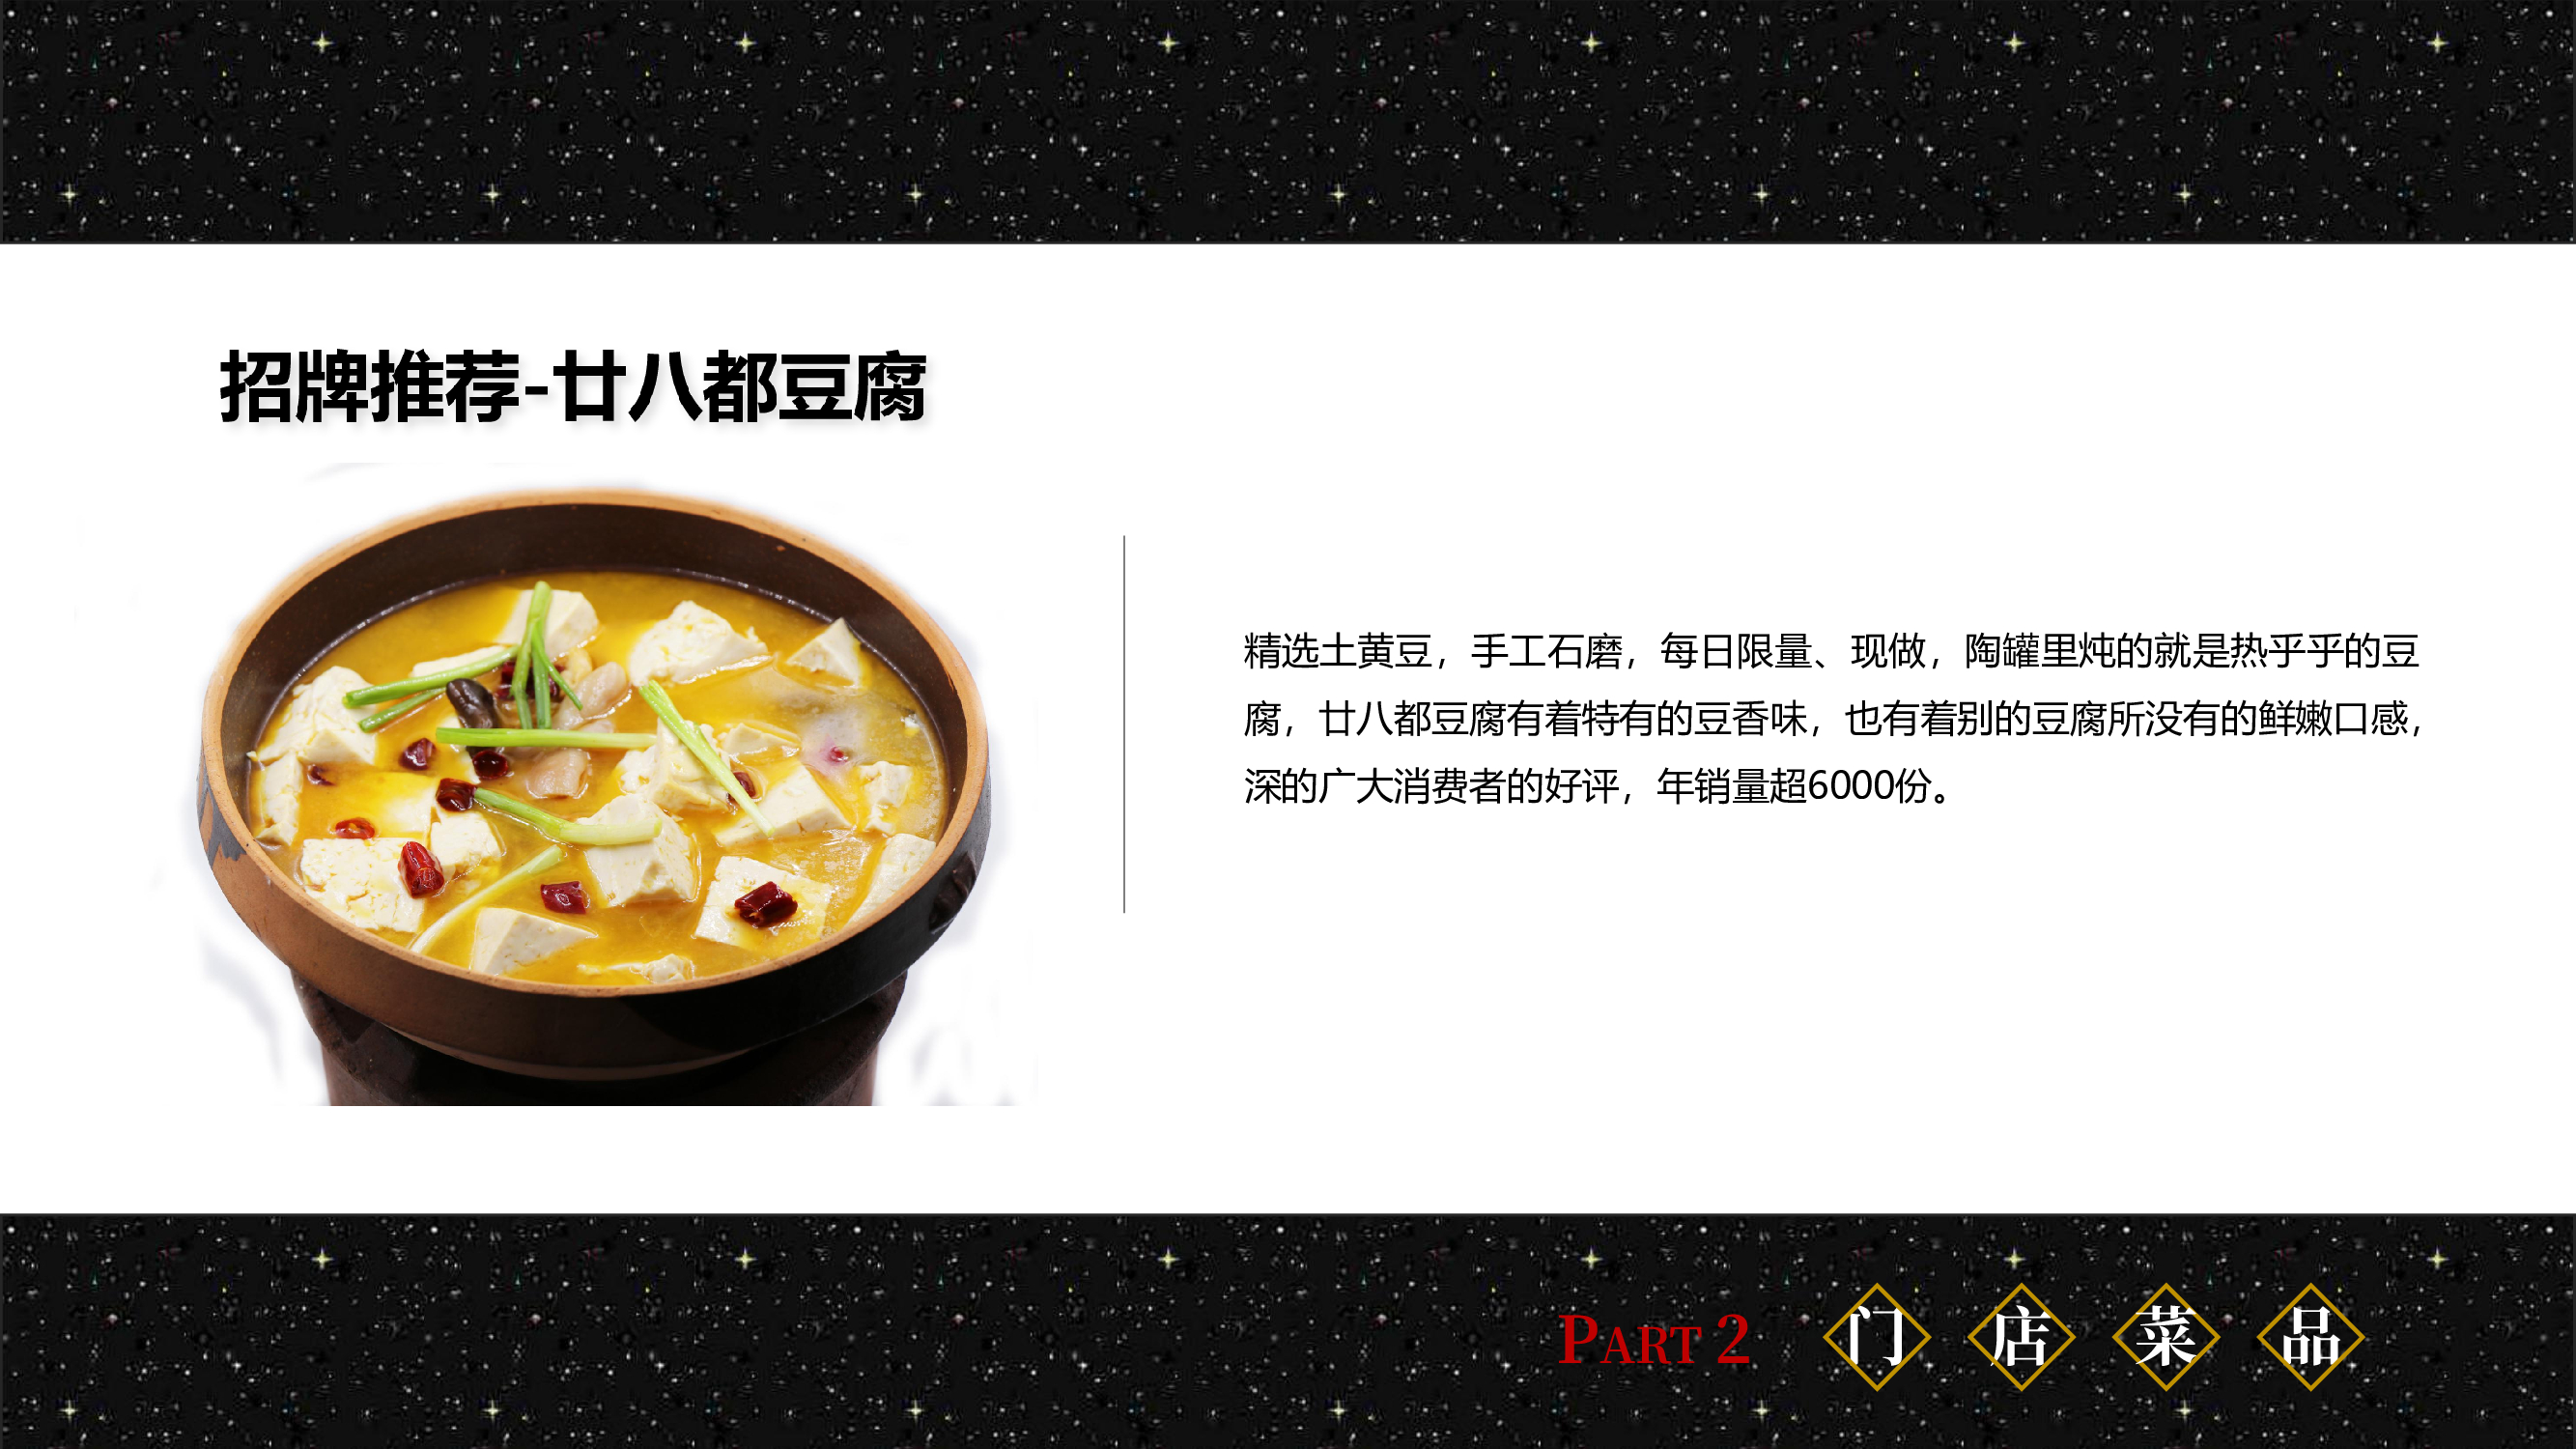 招牌推荐-廿八都豆腐
精选土黄豆，手工石磨，每日限量、现做，陶罐里炖的就是热乎乎的豆
腐，廿八都豆腐有着特有的豆香味，也有着别的豆腐所没有的鲜嫩口感，
深的广大消费者的好评，年销量超6000份。
PART 2 门店菜品